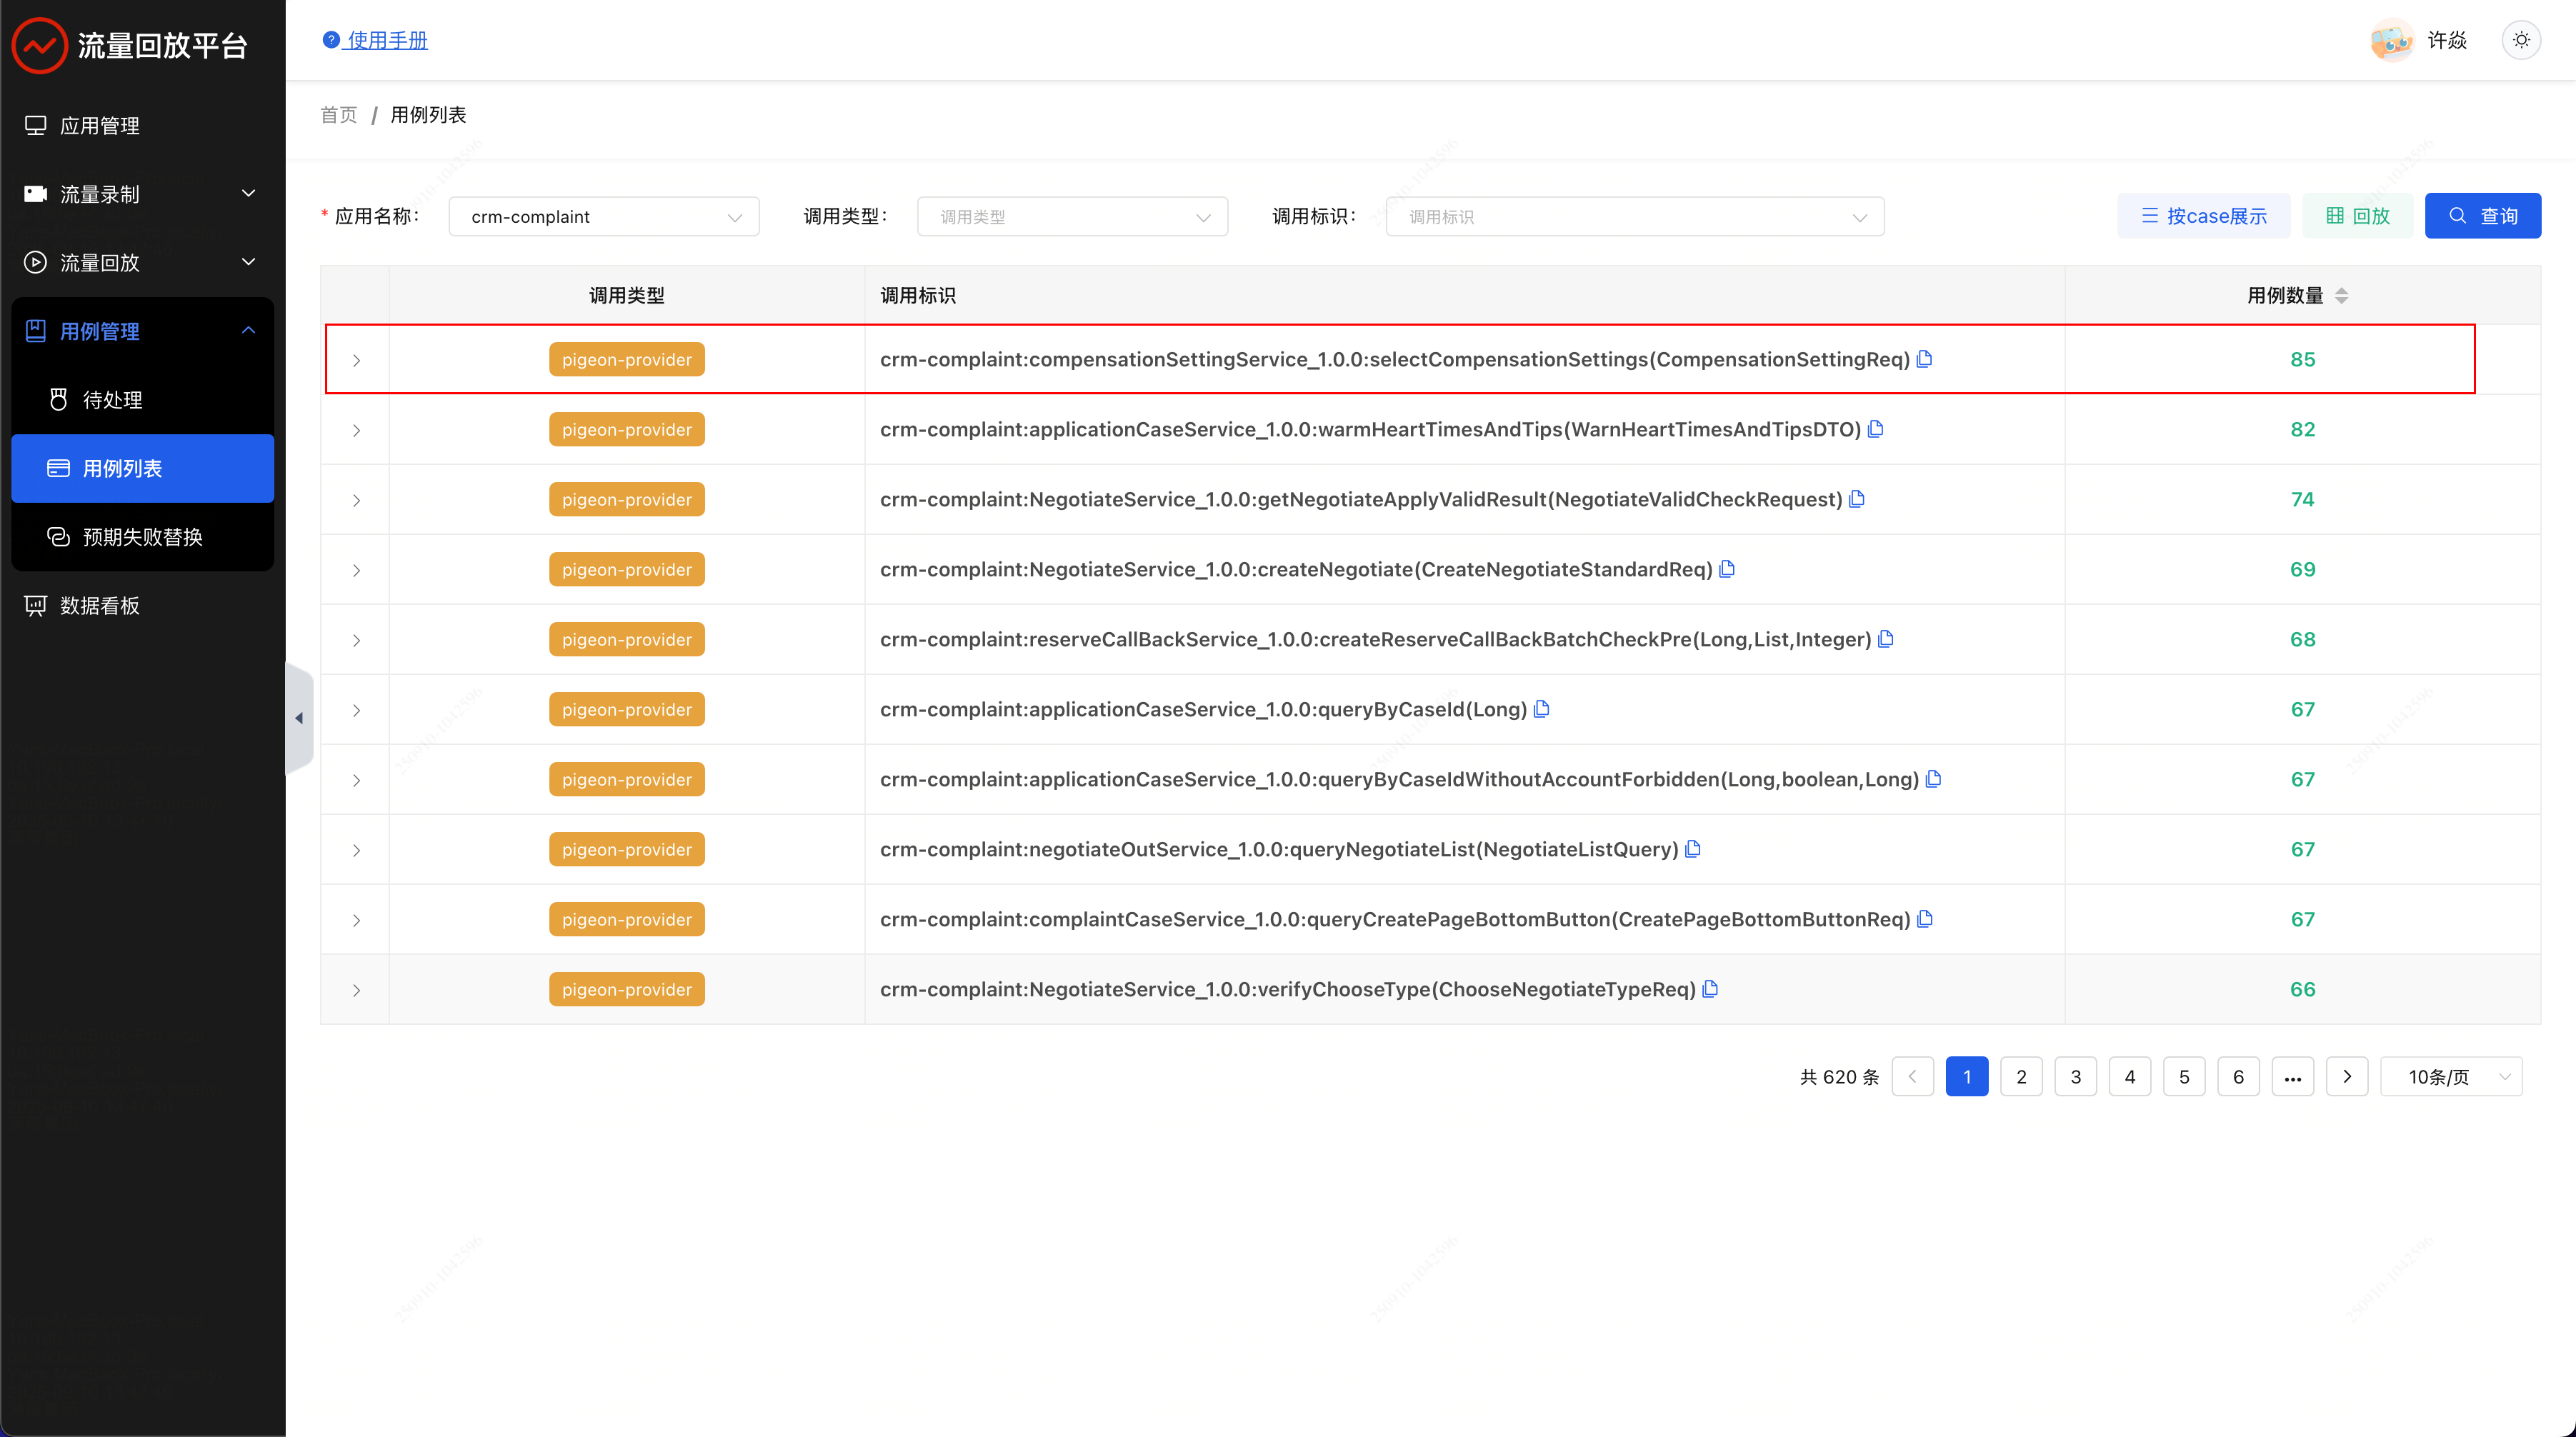 流量回放平台
应用管理
流量录制
流量回放
用例管理
待处理
用例列表
预期失败替换
数据看板
使用手册
许焱
首页 / 用例列表
* 应用名称: crm-complaint 调用类型: 调用类型 调用标识: 调用标识 按case展示 回放 查询
调用类型 调用标识 用例数量
pigeon-provider crm-complaint:compensationSettingService_1.0.0:selectCompensationSettings(CompensationSettingReq) 85
pigeon-provider crm-complaint:applicationCaseService_1.0.0:warmHeartTimesAndTips(WarnHeartTimesAndTipsDTO) 82
pigeon-provider crm-complaint:NegotiateService_1.0.0:getNegotiateApplyValidResult(NegotiateValidCheckRequest) 74
pigeon-provider crm-complaint:NegotiateService_1.0.0:createNegotiate(CreateNegotiateStandardReq) 69
pigeon-provider crm-complaint:reserveCallBackService_1.0.0:createReserveCallBackBatchCheckPre(Long,List,Integer) 68
pigeon-provider crm-complaint:applicationCaseService_1.0.0:queryByCaseId(Long) 67
pigeon-provider crm-complaint:applicationCaseService_1.0.0:queryByCaseIdWithoutAccountForbidden(Long,boolean,Long) 67
pigeon-provider crm-complaint:negotiateOutService_1.0.0:queryNegotiateList(NegotiateListQuery) 67
pigeon-provider crm-complaint:complaintCaseService_1.0.0:queryCreatePageBottomButton(CreatePageBottomButtonReq) 67
pigeon-provider crm-complaint:NegotiateService_1.0.0:verifyChooseType(ChooseNegotiateTypeReq) 66
共 620 条 1 2 3 4 5 6 ... 10条/页
250910-1042596